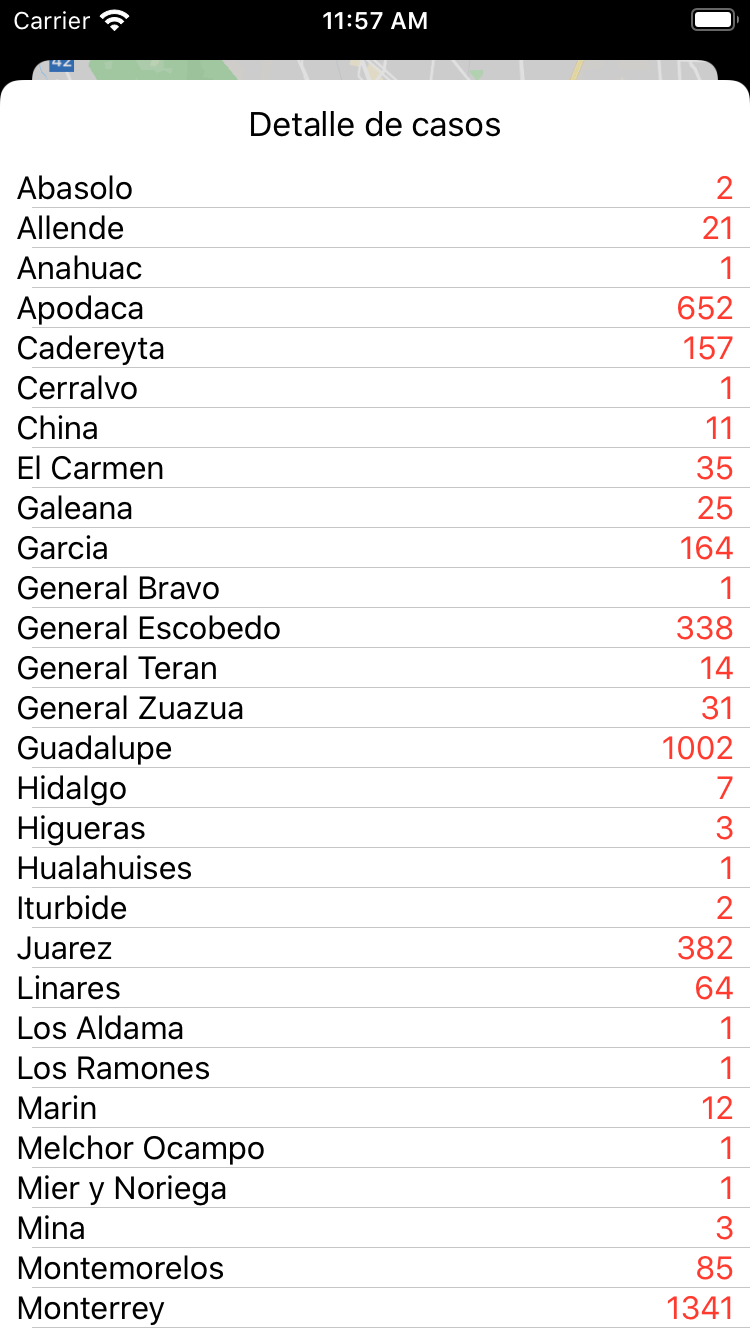 Carrier 11:57 AM
42
Detalle de casos
Abasolo 2
Allende 21
Anahuac 1
Apodaca 652
Cadereyta 157
Cerralvo 1
China 11
El Carmen 35
Galeana 25
Garcia 164
General Bravo 1
General Escobedo 338
General Teran 14
General Zuazua 31
Guadalupe 1002
Hidalgo 7
Higueras 3
Hualahuises 1
Iturbide 2
Juarez 382
Linares 64
Los Aldama 1
Los Ramones 1
Marin 12
Melchor Ocampo 1
Mier y Noriega 1
Mina 3
Montemorelos 85
Monterrey 1341